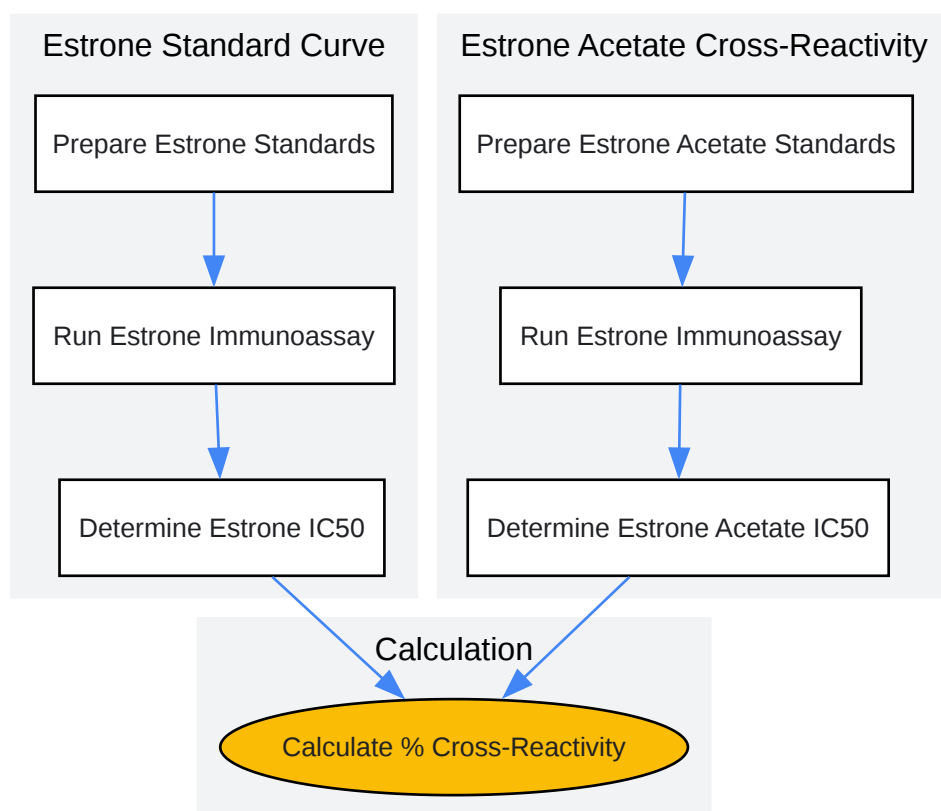 Estrone Standard Curve
Prepare Estrone Standards
Run Estrone Immunoassay
Determine Estrone IC50
Estrone Acetate Cross-Reactivity
Prepare Estrone Acetate Standards
Run Estrone Immunoassay
Determine Estrone Acetate IC50
Calculation
Calculate % Cross-Reactivity